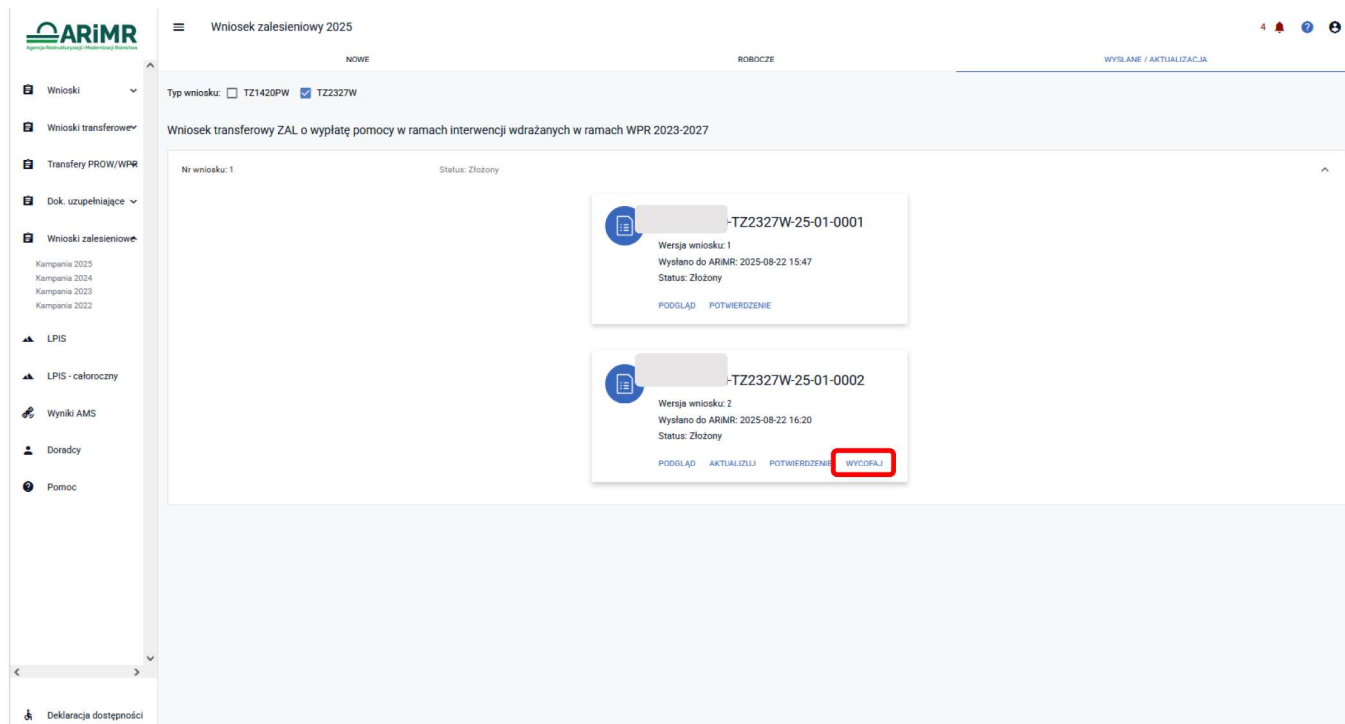 ARiMR
Agencja Restrukturyzacji i Modernizacji Rolnictwa
Wniosek zalesieniowy 2025
4
NOWE
ROBOCZE
WYSŁANE / AKTUALIZACJA
Wnioski
Wnioski transferowe
Transfery PROW/WPR
Dok. uzupełniające
Wnioski zalesieniowe
Kampania 2025
Kampania 2024
Kampania 2023
Kampania 2022
LPIS
LPIS - całoroczny
Wyniki AMS
Doradcy
Pomoc
Deklaracja dostępności
Typ wniosku: TZ1420PW TZ2327W
Wniosek transferowy ZAL o wypłatę pomocy w ramach interwencji wdrażanych w ramach WPR 2023-2027
Nr wniosku: 1
Status: Złożony
-TZ2327W-25-01-0001
Wersja wniosku: 1
Wysłano do ARiMR: 2025-08-22 15:47
Status: Złożony
PODGLĄD POTWIERDZENIE
-TZ2327W-25-01-0002
Wersja wniosku: 2
Wysłano do ARiMR: 2025-08-22 16:20
Status: Złożony
PODGLĄD AKTUALIZUJ POTWIERDZENIE WYCOFAJ